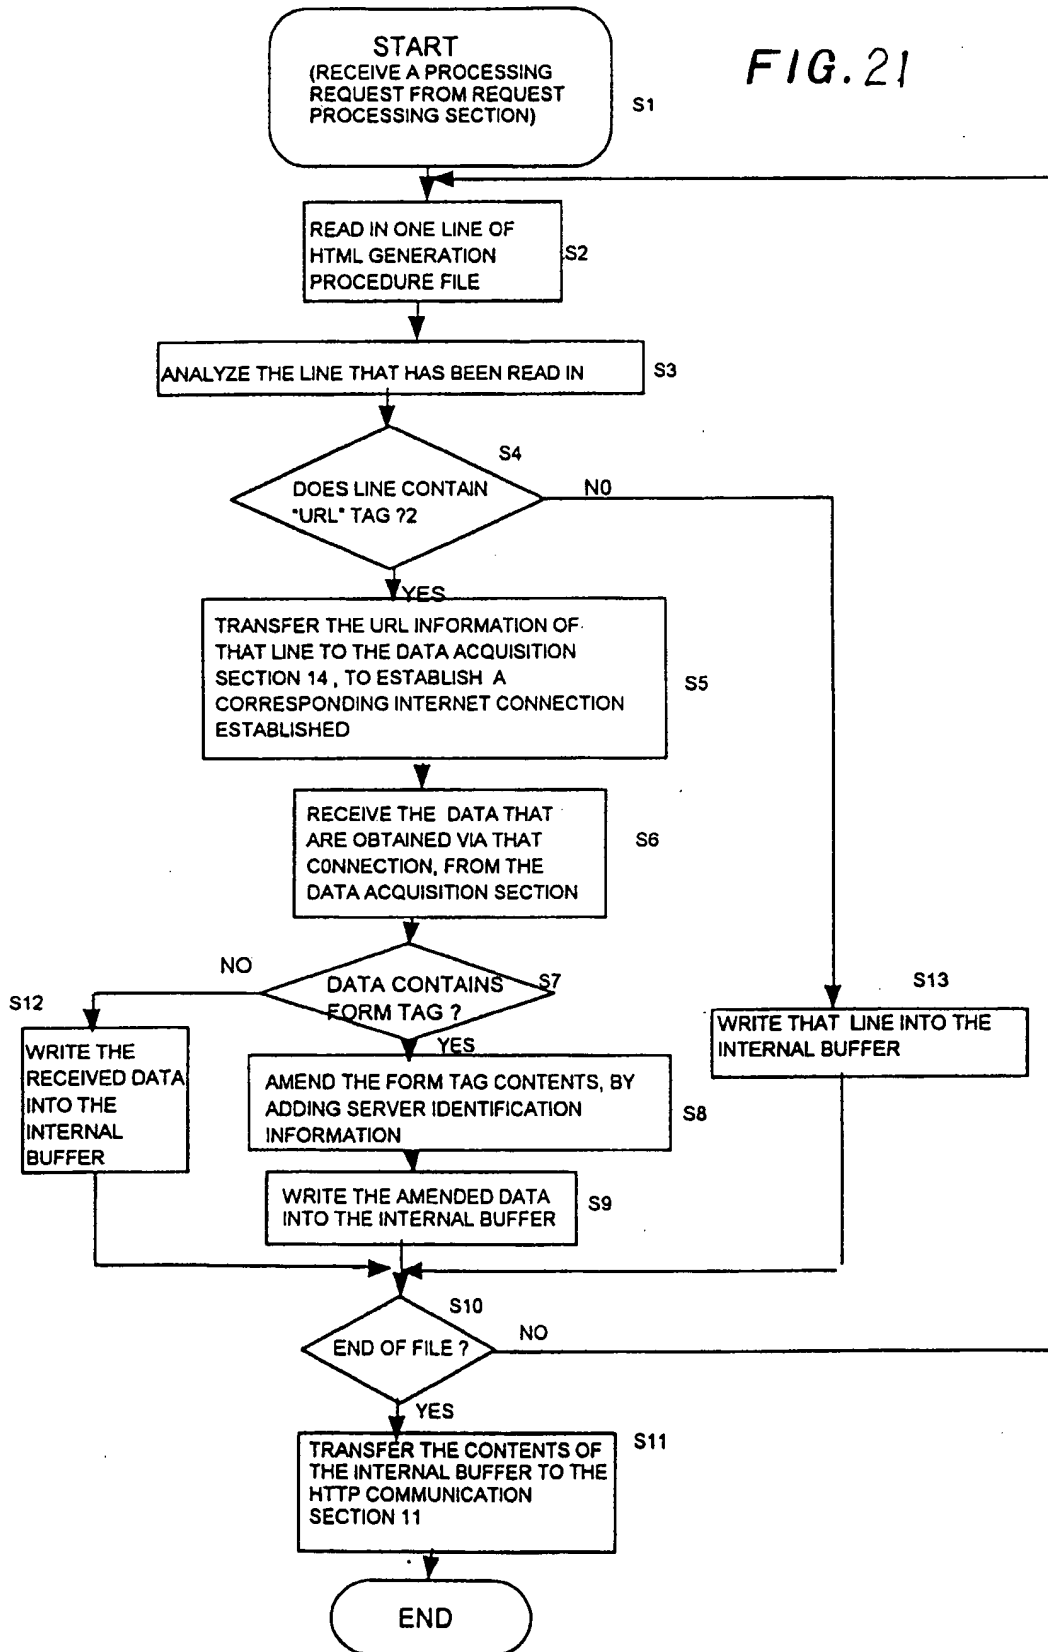 FIG. 21
START
(RECEIVE A PROCESSING
REQUEST FROM REQUEST
PROCESSING SECTION)
S1
READ IN ONE LINE OF
HTML GENERATION
PROCEDURE FILE
S2
ANALYZE THE LINE THAT HAS BEEN READ IN
S3
S4
DOES LINE CONTAIN
"URL" TAG ?2
NO
YES
TRANSFER THE URL INFORMATION OF
THAT LINE TO THE DATA ACQUISITION
SECTION 14 , TO ESTABLISH A
CORRESPONDING INTERNET CONNECTION
ESTABLISHED
S5
RECEIVE THE DATA THAT
ARE OBTAINED VIA THAT
CONNECTION, FROM THE
DATA ACQUISITION SECTION
S6
NO
DATA CONTAINS
FORM TAG ?
S7
S12
S13
WRITE THE
RECEIVED DATA
INTO THE
INTERNAL
BUFFER
YES
WRITE THAT LINE INTO THE
INTERNAL BUFFER
AMEND THE FORM TAG CONTENTS, BY
ADDING SERVER IDENTIFICATION
INFORMATION
S8
WRITE THE AMENDED DATA
INTO THE INTERNAL BUFFER
S9
S10
END OF FILE ?
NO
YES
TRANSFER THE CONTENTS OF
THE INTERNAL BUFFER TO THE
HTTP COMMUNICATION
SECTION 11
S11
END